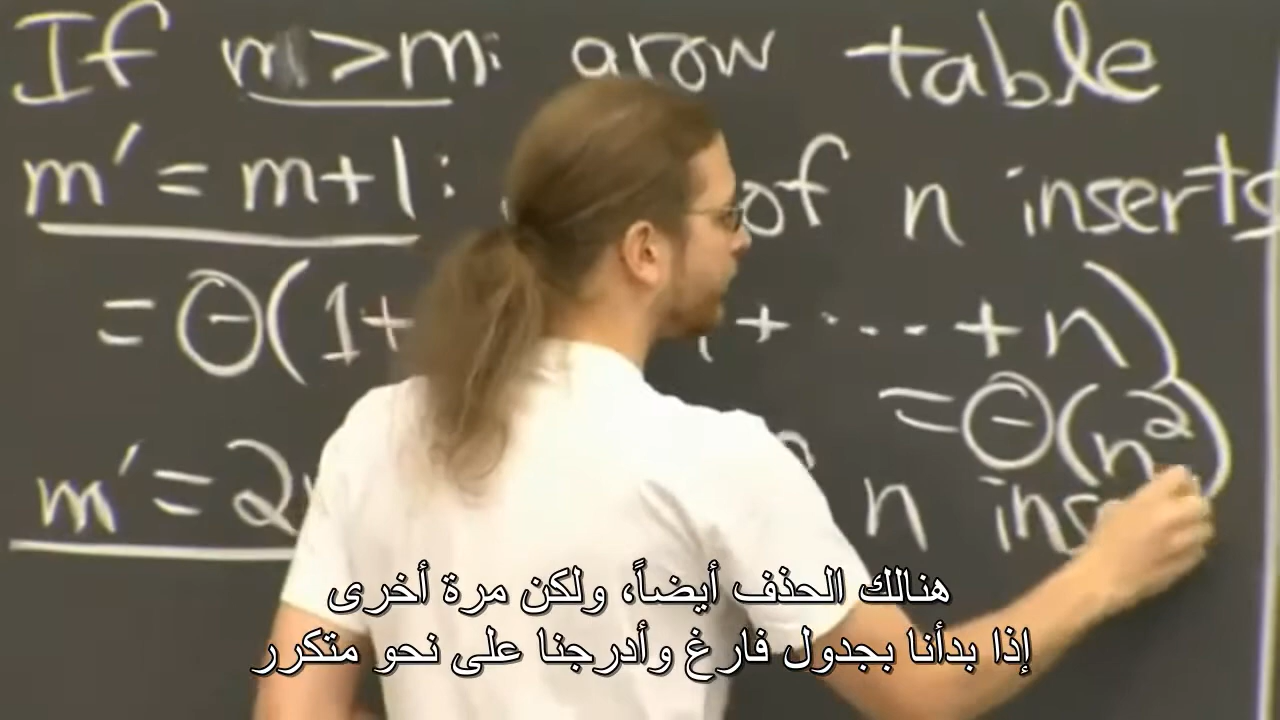 If m > m: grow table
m' = m+1: of n inserts
= Θ(1+ + ··· + n)
= Θ(n²)
m' = 2 n ins
هنالك الحذف أيضاً، ولكن مرة أخرى
إذا بدأنا بجدول فارغ وأدرجنا على نحو متكرر